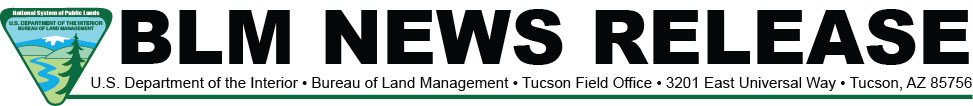 National System of Public Lands
U.S. DEPARTMENT OF THE INTERIOR
BUREAU OF LAND MANAGEMENT
BLM NEWS RELEASE
U.S. Department of the Interior • Bureau of Land Management • Tucson Field Office • 3201 East Universal Way • Tucson, AZ 85756